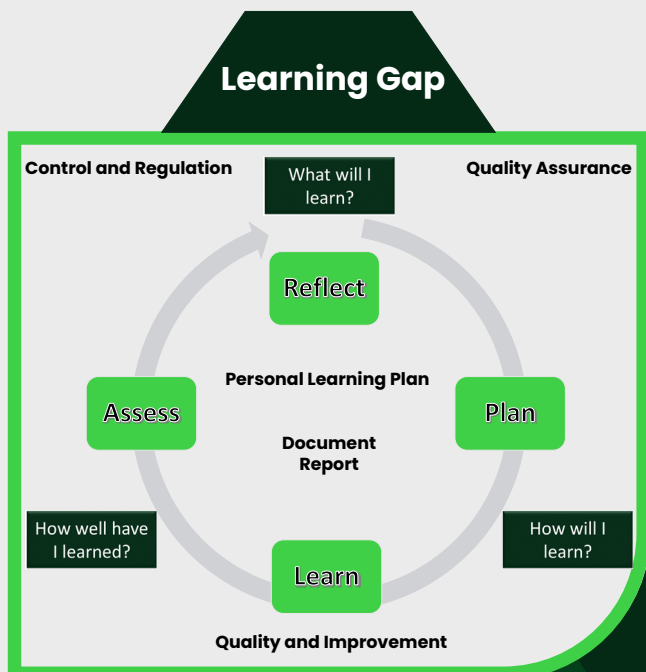 Learning Gap
Control and Regulation
What will I
learn?
Quality Assurance
Reflect
Personal Learning Plan
Assess
Plan
Document
Report
How well have
I learned?
How will I
learn?
Learn
Quality and Improvement